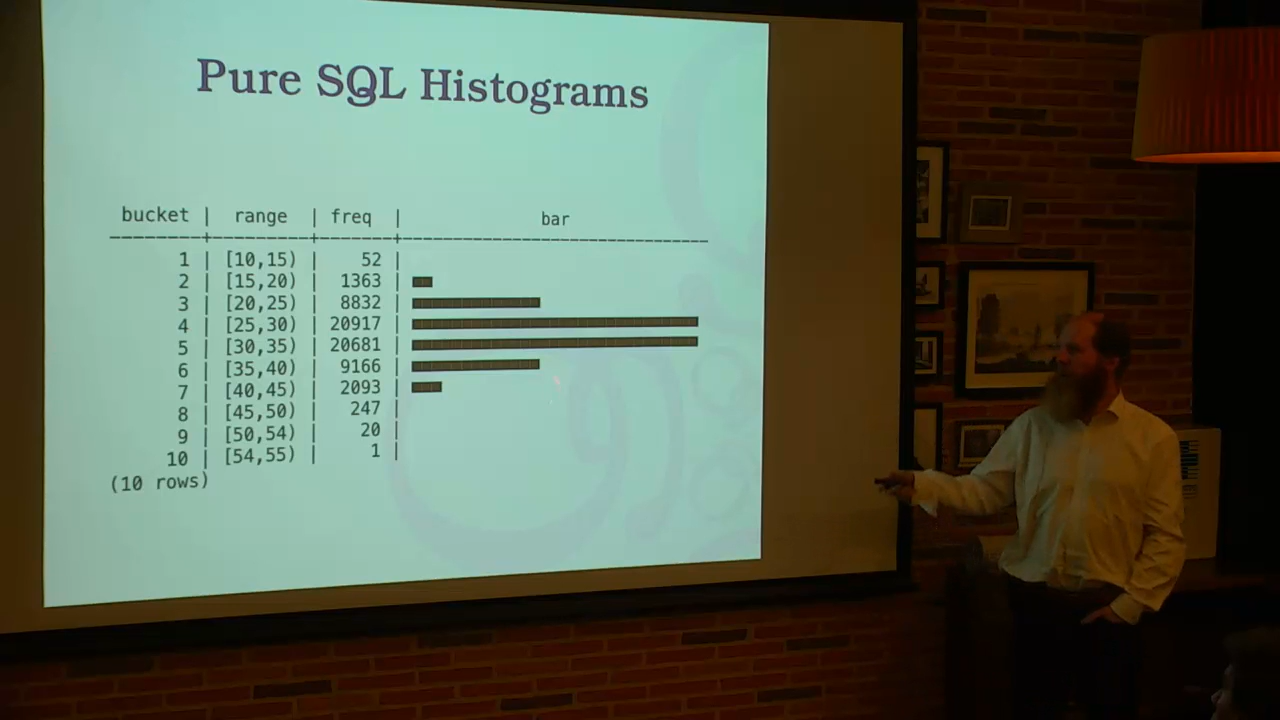 Pure SQL Histograms
bucket | range | freq | bar
--------+--------+-------+------------------------------
1 | [10,15) | 52 |
2 | [15,20) | 1363 | ■■
3 | [20,25) | 8832 | ■■■■■■■■■■■■■
4 | [25,30) | 20917 | ■■■■■■■■■■■■■■■■■■■■■■■■■■■■■■
5 | [30,35) | 20681 | ■■■■■■■■■■■■■■■■■■■■■■■■■■■■■■
6 | [35,40) | 9166 | ■■■■■■■■■■■■■
7 | [40,45) | 2093 | ■■■
8 | [45,50) | 247 |
9 | [50,54) | 20 |
10 | [54,55) | 1 |
(10 rows)